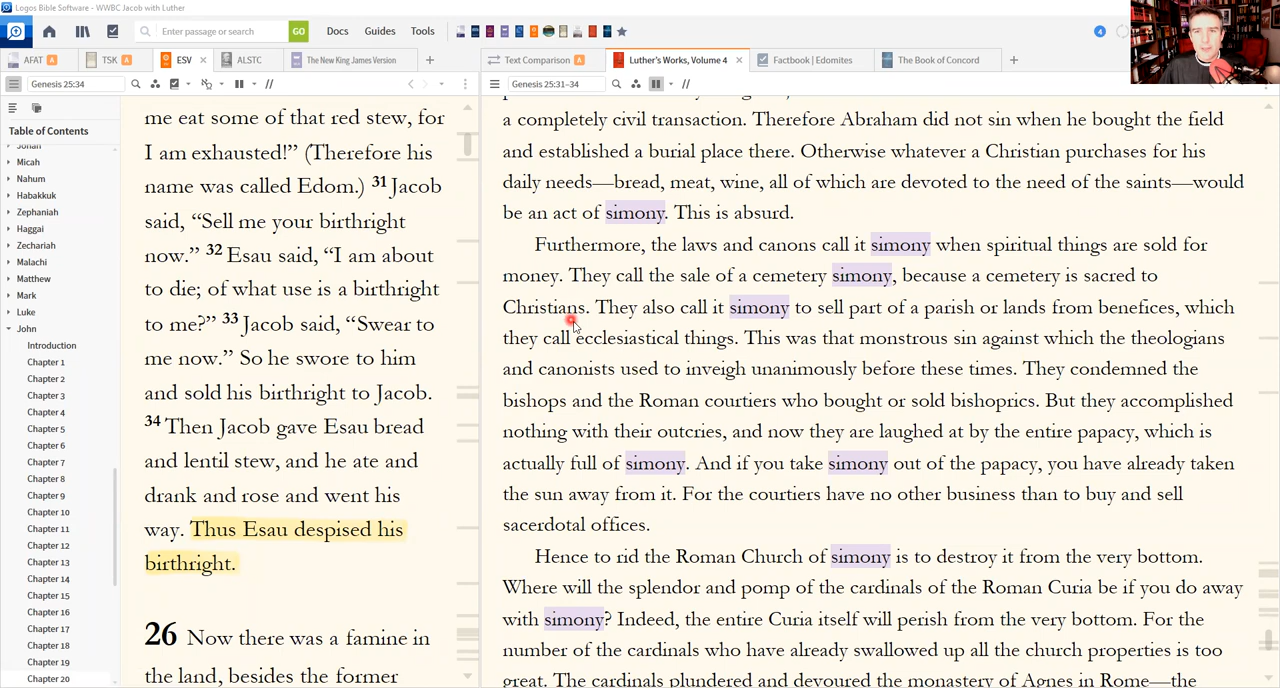 Logos Bible Software - WWBC Jacob with Luther
Enter passage or search
GO
Docs
Guides
Tools
4
AFAT A
TSK A
ESV
ALSTC
The New King James Version
Text Comparison A
Luther's Works, Volume 4
Factbook | Edomites
The Book of Concord
Genesis 25:34
Genesis 25:31–34
Table of Contents
Jonah
Micah
Nahum
Habakkuk
Zephaniah
Haggai
Zechariah
Malachi
Matthew
Mark
Luke
John
Introduction
Chapter 1
Chapter 2
Chapter 3
Chapter 4
Chapter 5
Chapter 6
Chapter 7
Chapter 8
Chapter 9
Chapter 10
Chapter 11
Chapter 12
Chapter 13
Chapter 14
Chapter 15
Chapter 16
Chapter 17
Chapter 18
Chapter 19
Chapter 20
me eat some of that red stew, for
I am exhausted!” (Therefore his
name was called Edom.) 31 Jacob
said, “Sell me your birthright
now.” 32 Esau said, “I am about
to die; of what use is a birthright
to me?” 33 Jacob said, “Swear to
me now.” So he swore to him
and sold his birthright to Jacob.
34 Then Jacob gave Esau bread
and lentil stew, and he ate and
drank and rose and went his
way. Thus Esau despised his
birthright.
26 Now there was a famine in
the land, besides the former
a completely civil transaction. Therefore Abraham did not sin when he bought the field
and established a burial place there. Otherwise whatever a Christian purchases for his
daily needs—bread, meat, wine, all of which are devoted to the need of the saints—would
be an act of simony. This is absurd.
Furthermore, the laws and canons call it simony when spiritual things are sold for
money. They call the sale of a cemetery simony, because a cemetery is sacred to
Christians. They also call it simony to sell part of a parish or lands from benefices, which
they call ecclesiastical things. This was that monstrous sin against which the theologians
and canonists used to inveigh unanimously before these times. They condemned the
bishops and the Roman courtiers who bought or sold bishoprics. But they accomplished
nothing with their outcries, and now they are laughed at by the entire papacy, which is
actually full of simony. And if you take simony out of the papacy, you have already taken
the sun away from it. For the courtiers have no other business than to buy and sell
sacerdotal offices.
Hence to rid the Roman Church of simony is to destroy it from the very bottom.
Where will the splendor and pomp of the cardinals of the Roman Curia be if you do away
with simony? Indeed, the entire Curia itself will perish from the very bottom. For the
number of the cardinals who have already swallowed up all the church properties is too
great. The cardinals plundered and devoured the monastery of Agnes in Rome—the